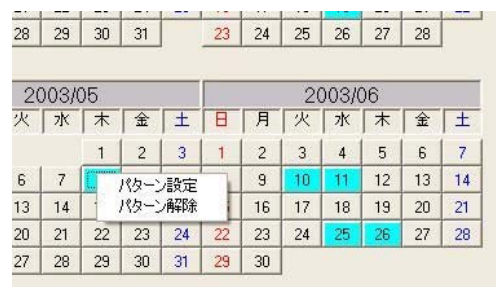 28 29 30 31 23 24 25 26 27 28
2003/05 2003/06
火 水 木 金 土 日 月 火 水 木 金 土
1 2 3 1 2 3 4 5 6 7
6 7 パターン設定 9 10 11 12 13 14
13 14 パターン解除 16 17 18 19 20 21
20 21 22 23 24 22 23 24 25 26 27 28
27 28 29 30 31 29 30